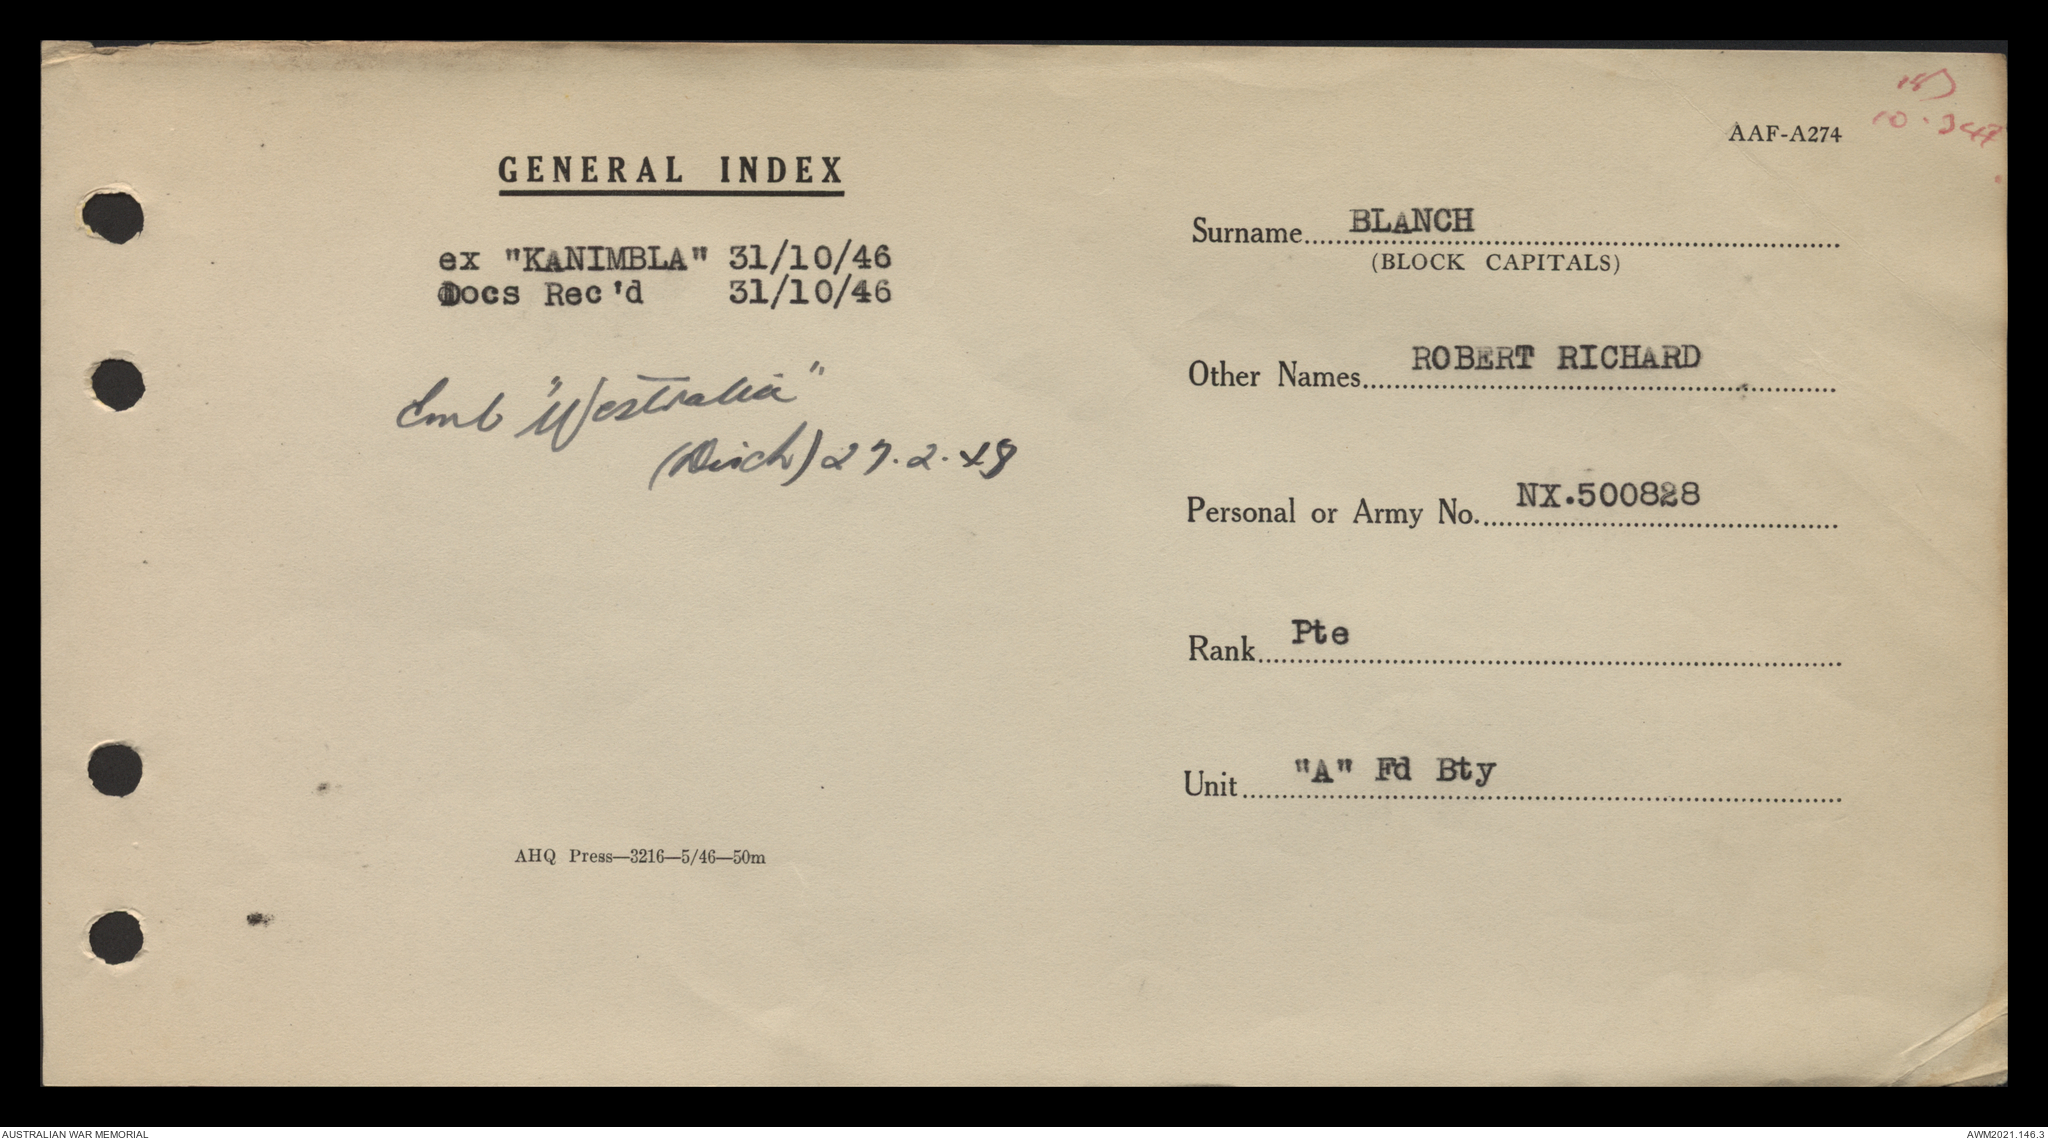 GENERAL INDEX
ex "KANIMBLA" 31/10/46
Docs Rec'd 31/10/46
Emb "Westralia"
(Disch) 27.2.48
AHQ Press—3216—5/46—50m
AAF-A274
Surname BLANCH
(BLOCK CAPITALS)
Other Names ROBERT RICHARD
Personal or Army No. NX.500828
Rank Pte
Unit "A" Fd Bty
AUSTRALIAN WAR MEMORIAL
AWM2021.146.3